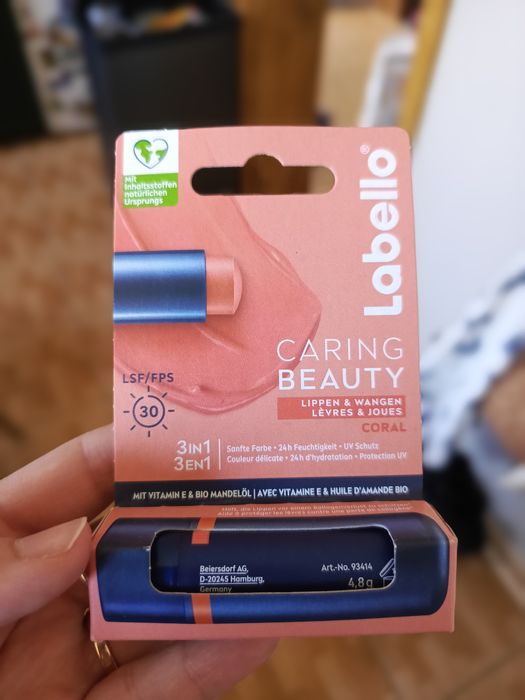 Mit
Inhaltsstoffen
natürlichen
Ursprungs
Labello®
CARING
BEAUTY
LIPPEN & WANGEN
LÈVRES & JOUES
CORAL
LSF/FPS
30
3IN1
3EN1
Sanfte Farbe • 24h Feuchtigkeit • UV Schutz
Couleur délicate • 24h d'hydratation • Protection UV
MIT VITAMIN E & BIO MANDELÖL | AVEC VITAMINE E & HUILE D'AMANDE BIO
Beiersdorf AG,
D-20245 Hamburg,
Germany
Art.-No. 93414
4,8g